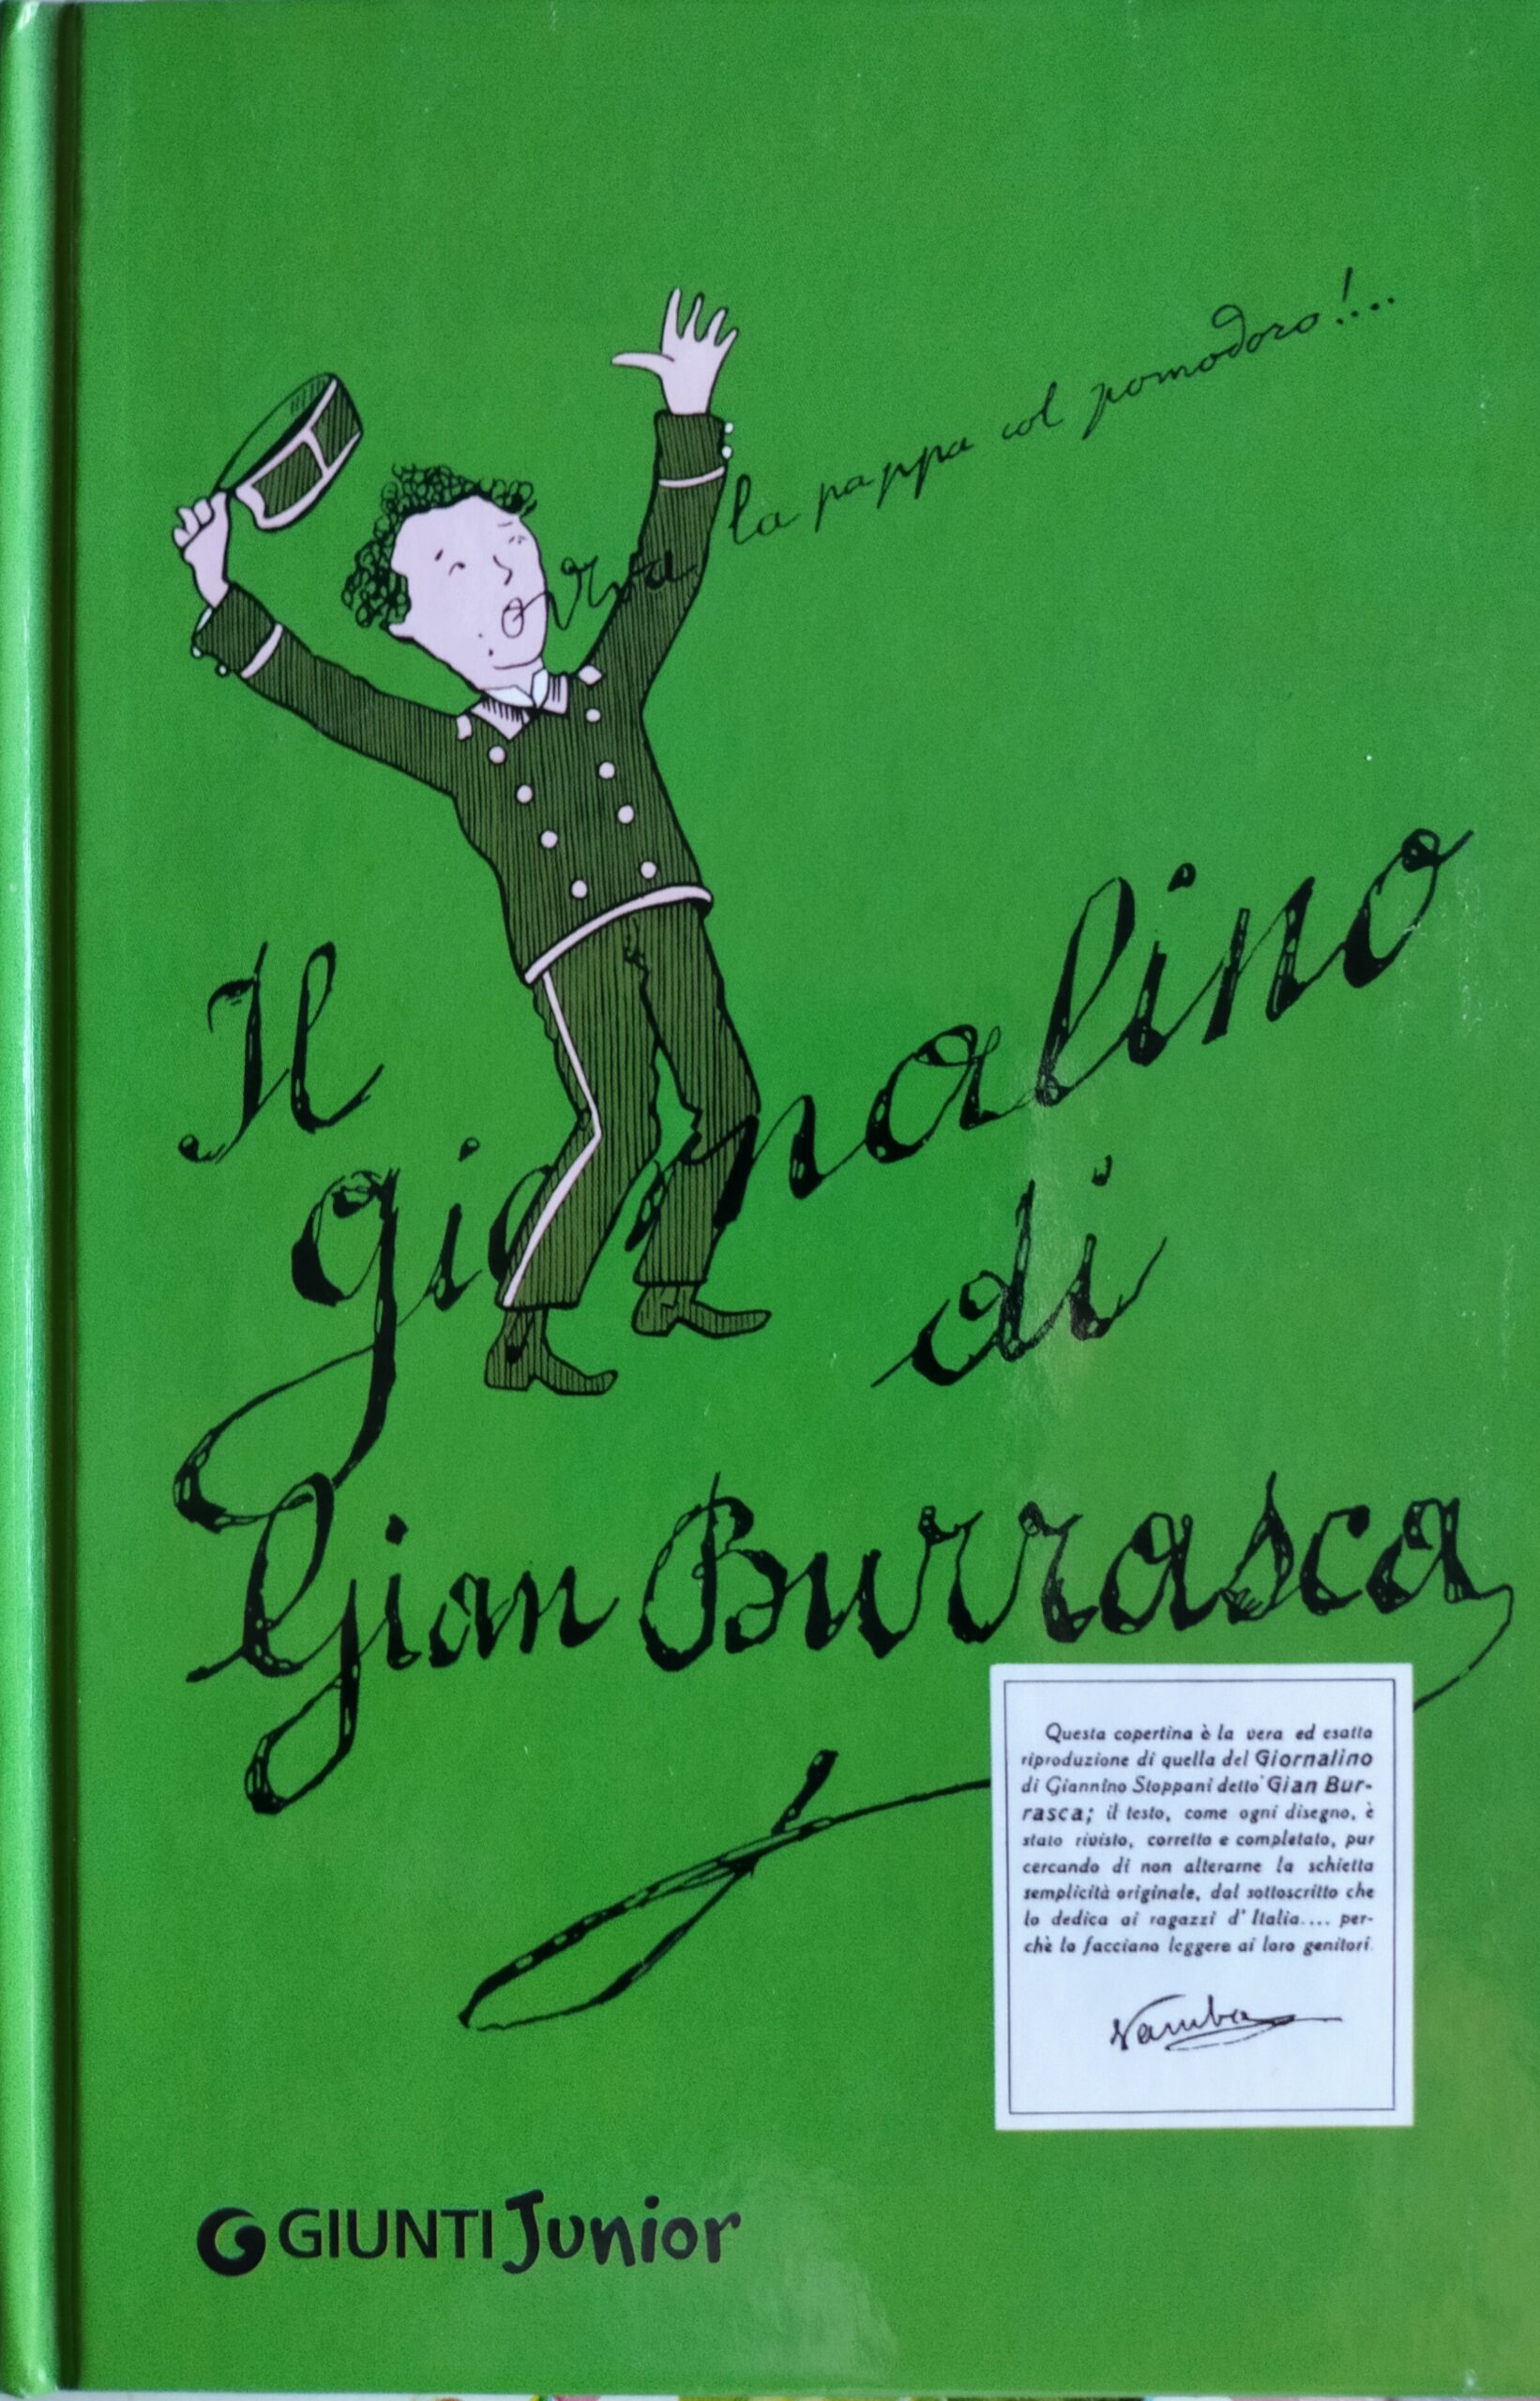 Viva la pappa col pomodoro!...
Il
giornalino
di
Gian Burrasca
Questa copertina è la vera ed esatta
riproduzione di quella del Giornalino
di Giannino Stoppani detto Gian Bur-
rasca; il testo, come ogni disegno, è
stato rivisto, corretto e completato, pur
cercando di non alterarne la schietta
semplicità originale, dal sottoscritto che
lo dedica ai ragazzi d'Italia.... per-
chè lo facciano leggere ai loro genitori.
Vamba
GIUNTI Junior